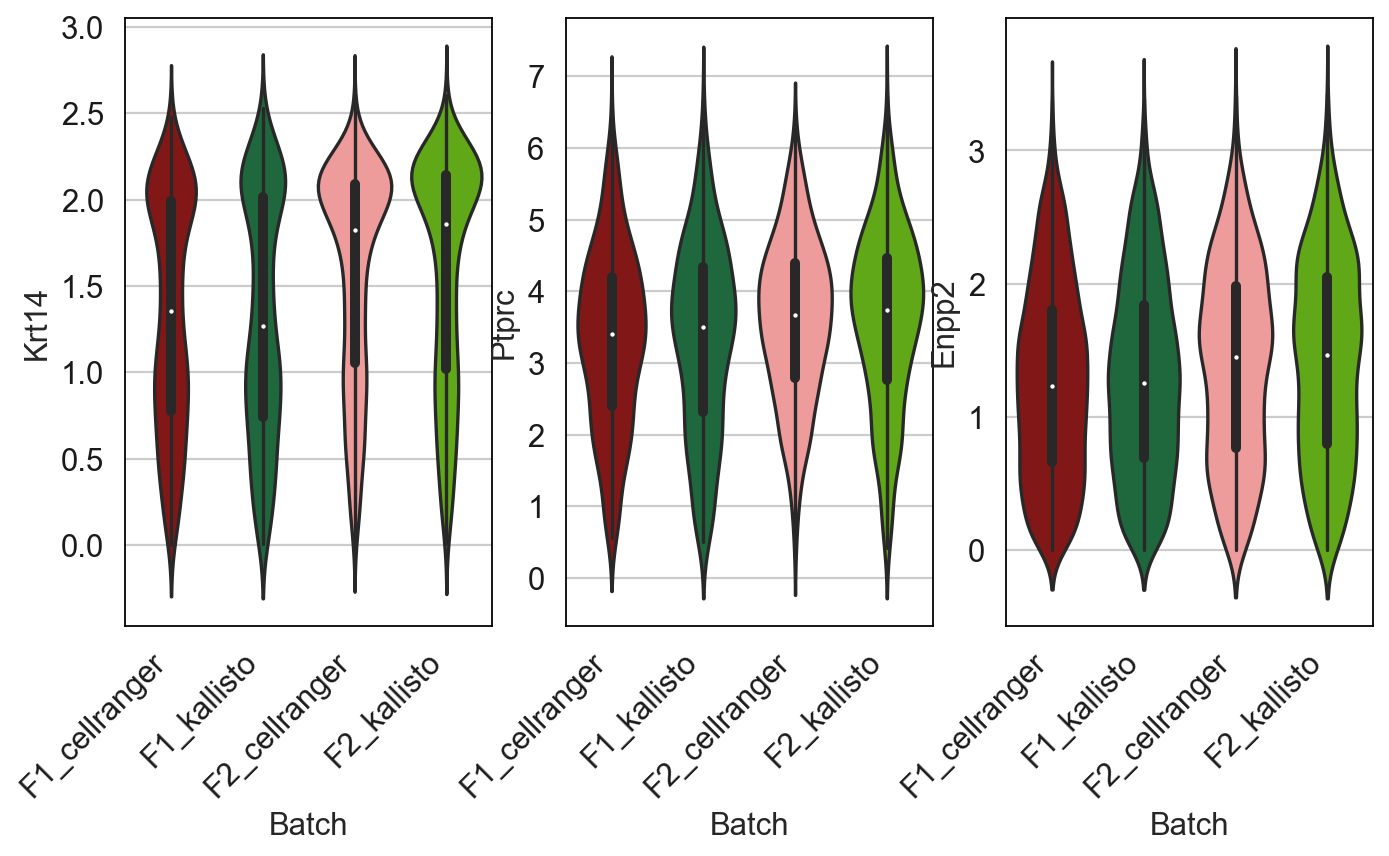 Krt14
3.0
2.5
2.0
1.5
1.0
0.5
0.0
F1_cellranger
F1_kallisto
F2_cellranger
F2_kallisto
Batch
Ptprc
7
6
5
4
3
2
1
0
F1_cellranger
F1_kallisto
F2_cellranger
F2_kallisto
Batch
Enpp2
3
2
1
0
F1_cellranger
F1_kallisto
F2_cellranger
F2_kallisto
Batch